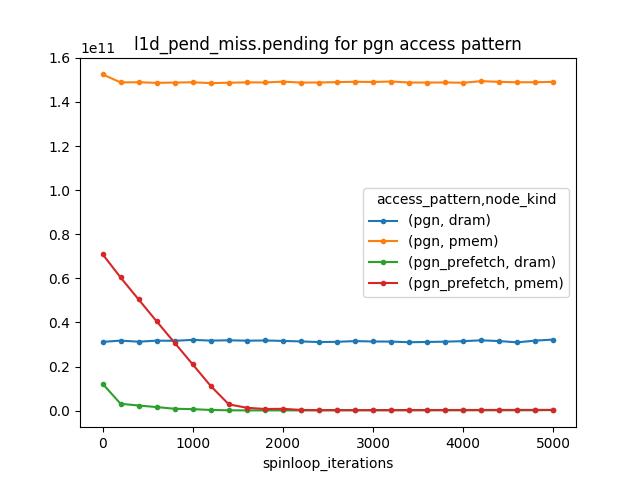 l1d_pend_miss.pending for pgn access pattern
1e11
1.6
1.4
1.2
1.0
0.8
0.6
0.4
0.2
0.0
access_pattern,node_kind
(pgn, dram)
(pgn, pmem)
(pgn_prefetch, dram)
(pgn_prefetch, pmem)
0 1000 2000 3000 4000 5000
spinloop_iterations